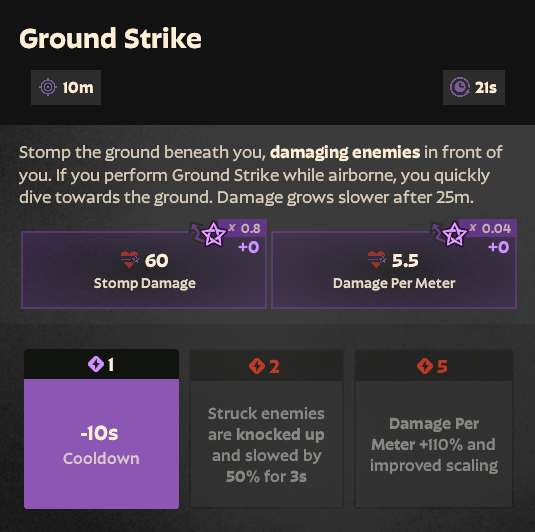 Ground Strike
10m
21s
Stomp the ground beneath you, damaging enemies in front of
you. If you perform Ground Strike while airborne, you quickly
dive towards the ground. Damage grows slower after 25m.
x 0.8
+0
60
Stomp Damage
x 0.04
+0
5.5
Damage Per Meter
1
-10s
Cooldown
2
Struck enemies
are knocked up
and slowed by
50% for 3s
5
Damage Per
Meter +110% and
improved scaling